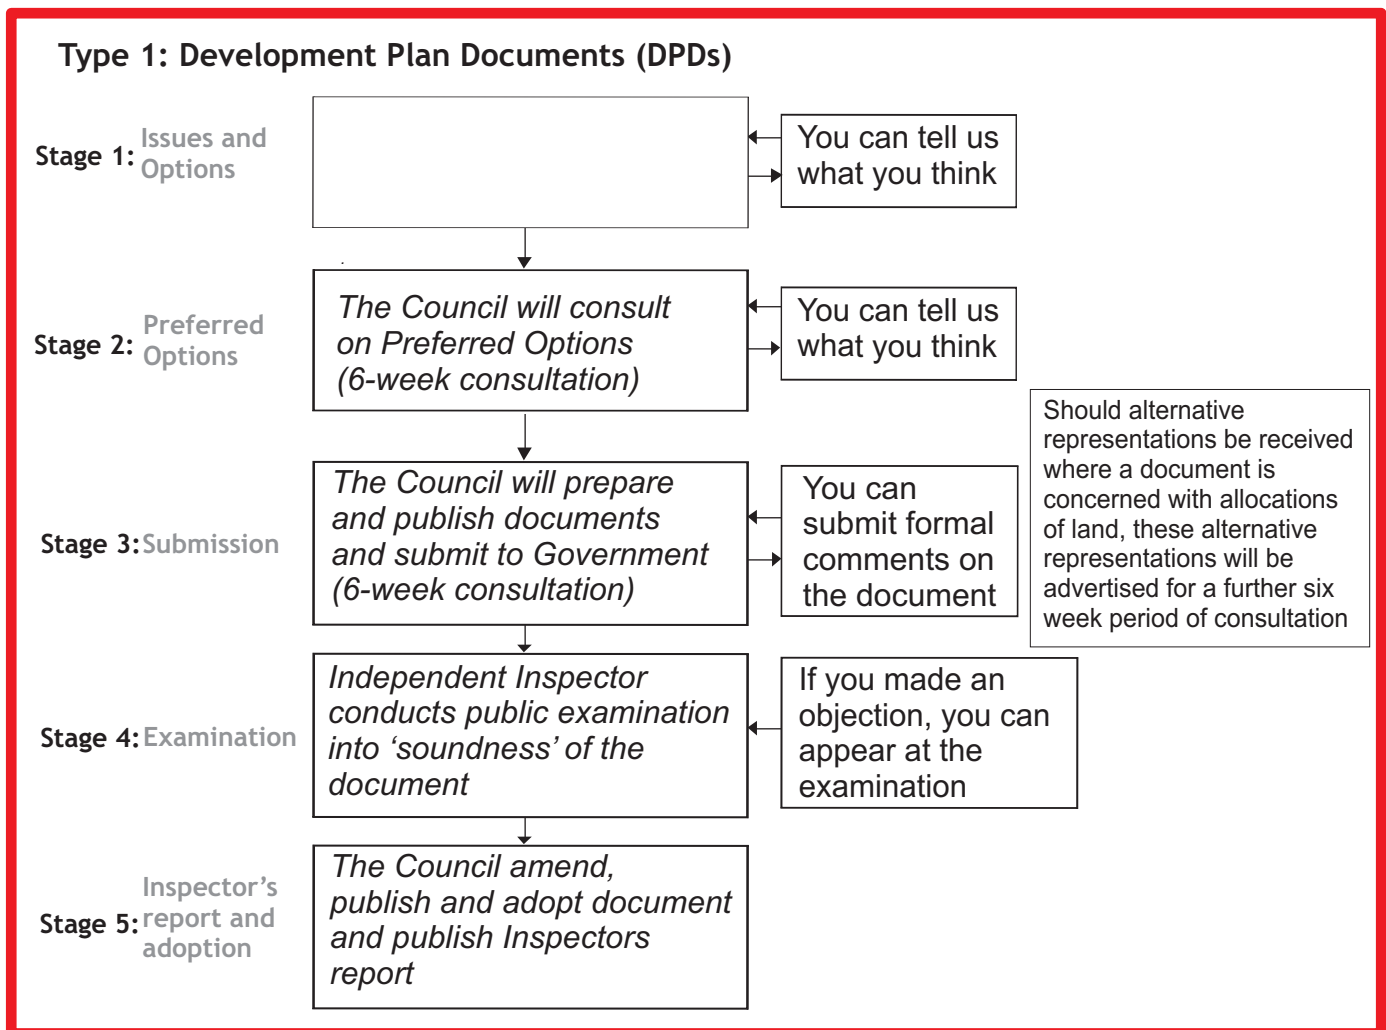 Type 1: Development Plan Documents (DPDs)
Stage 1:
Issues and
Options
You can tell us
what you think
Stage 2:
Preferred
Options
The Council will consult
on Preferred Options
(6-week consultation)
You can tell us
what you think
Stage 3:
Submission
The Council will prepare
and publish documents
and submit to Government
(6-week consultation)
You can
submit formal
comments on
the document
Should alternative
representations be received
where a document is
concerned with allocations
of land, these alternative
representations will be
advertised for a further six
week period of consultation
Stage 4:
Examination
Independent Inspector
conducts public examination
into ‘soundness’ of the
document
If you made an
objection, you can
appear at the
examination
Stage 5:
Inspector’s
report and
adoption
The Council amend,
publish and adopt document
and publish Inspectors
report